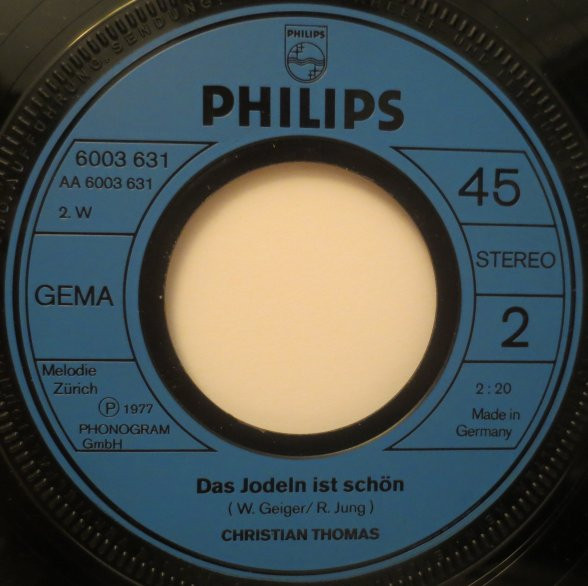 PHILIPS
PHILIPS
6003 631
AA 6003 631
2. W
GEMA
Melodie
Zürich
Ⓟ 1977
PHONOGRAM
GmbH
45
STEREO
2
2 : 20
Made in
Germany
Das Jodeln ist schön
( W. Geiger/ R. Jung )
CHRISTIAN THOMAS